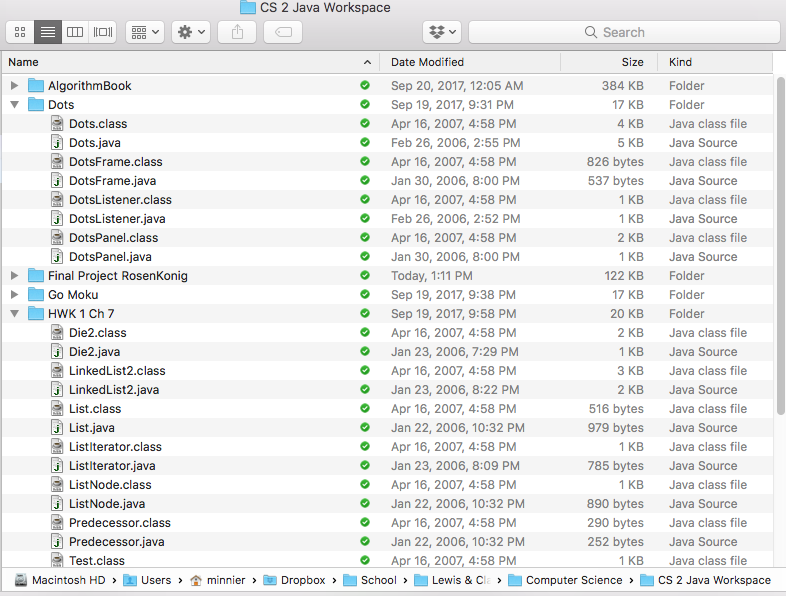 CS 2 Java Workspace
Search
Name Date Modified Size Kind
AlgorithmBook Sep 20, 2017, 12:05 AM 384 KB Folder
Dots Sep 19, 2017, 9:31 PM 17 KB Folder
Dots.class Apr 16, 2007, 4:58 PM 4 KB Java class file
Dots.java Feb 26, 2006, 2:55 PM 5 KB Java Source
DotsFrame.class Apr 16, 2007, 4:58 PM 826 bytes Java class file
DotsFrame.java Jan 30, 2006, 8:00 PM 537 bytes Java Source
DotsListener.class Apr 16, 2007, 4:58 PM 1 KB Java class file
DotsListener.java Feb 26, 2006, 2:52 PM 1 KB Java Source
DotsPanel.class Apr 16, 2007, 4:58 PM 2 KB Java class file
DotsPanel.java Jan 30, 2006, 8:00 PM 1 KB Java Source
Final Project RosenKonig Today, 1:11 PM 122 KB Folder
Go Moku Sep 19, 2017, 9:38 PM 17 KB Folder
HWK 1 Ch 7 Sep 19, 2017, 9:58 PM 20 KB Folder
Die2.class Apr 16, 2007, 4:58 PM 2 KB Java class file
Die2.java Jan 23, 2006, 7:29 PM 1 KB Java Source
LinkedList2.class Apr 16, 2007, 4:58 PM 3 KB Java class file
LinkedList2.java Jan 23, 2006, 8:22 PM 2 KB Java Source
List.class Apr 16, 2007, 4:58 PM 516 bytes Java class file
List.java Jan 22, 2006, 10:32 PM 979 bytes Java Source
ListIterator.class Apr 16, 2007, 4:58 PM 1 KB Java class file
ListIterator.java Jan 23, 2006, 8:09 PM 785 bytes Java Source
ListNode.class Apr 16, 2007, 4:58 PM 1 KB Java class file
ListNode.java Jan 22, 2006, 10:32 PM 890 bytes Java Source
Predecessor.class Apr 16, 2007, 4:58 PM 290 bytes Java class file
Predecessor.java Jan 22, 2006, 10:32 PM 252 bytes Java Source
Test.class Apr 16, 2007, 4:58 PM 1 KB Java class file
Macintosh HD › Users › minnier › Dropbox › School › Lewis & Cl › Computer Science › CS 2 Java Workspace